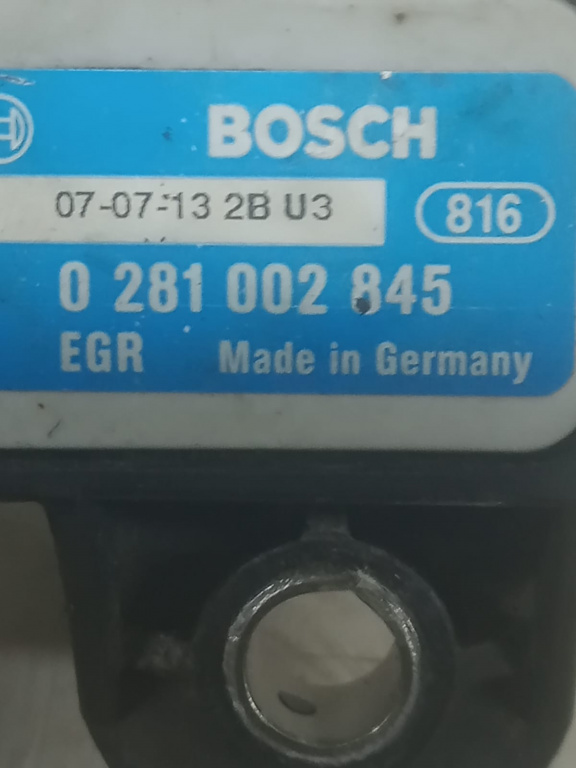 BOSCH
07-07-13 2B U3
816
0 281 002 845
EGR Made in Germany